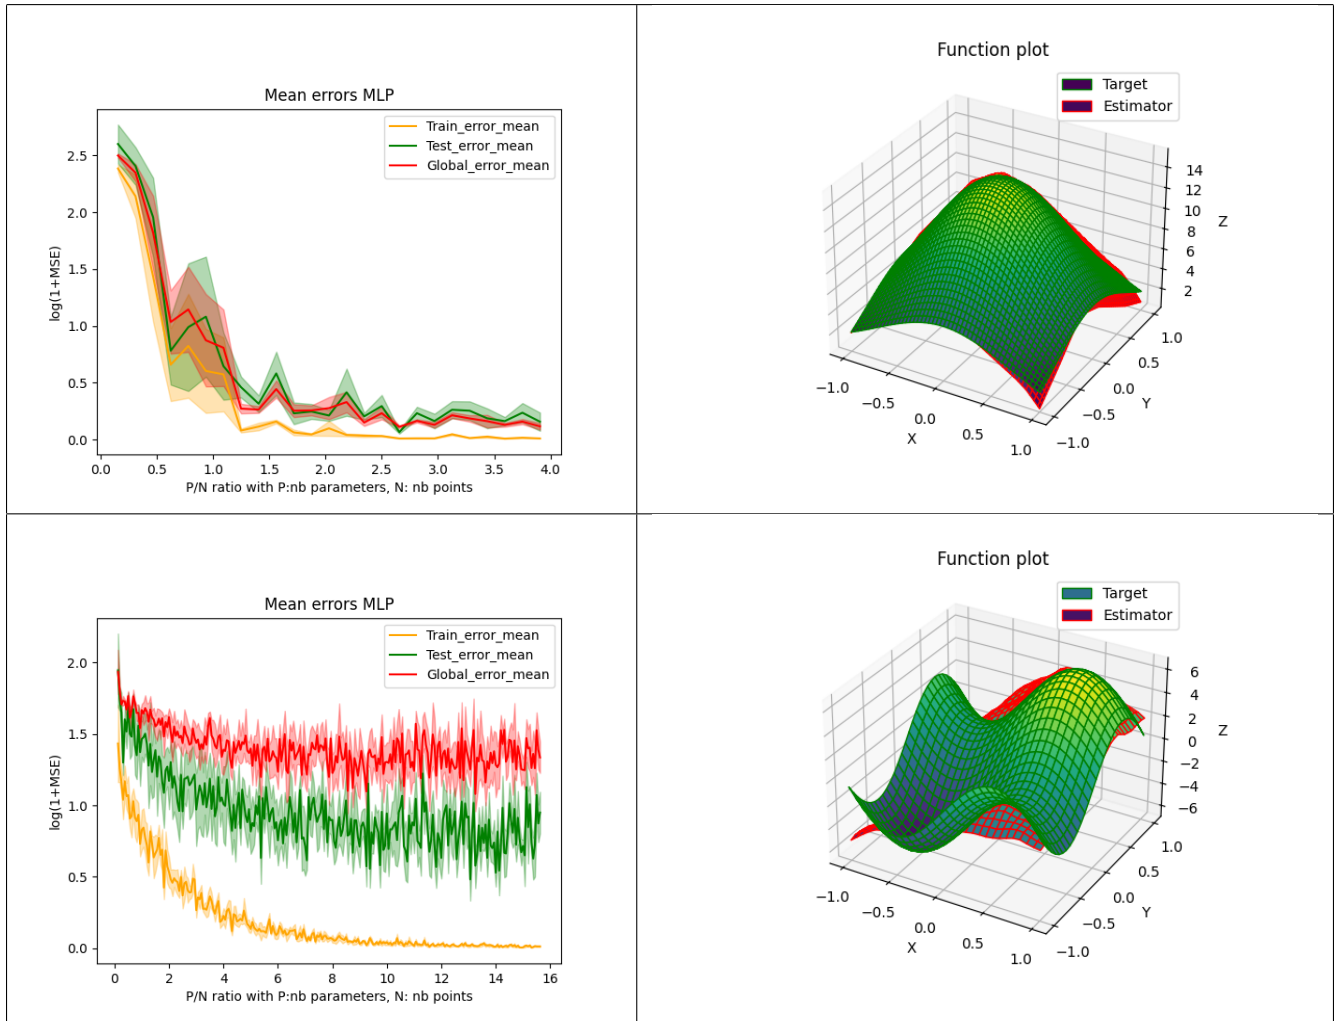 Mean errors MLP
Train_error_mean
Test_error_mean
Global_error_mean
2.5
2.0
1.5
1.0
0.5
0.0
log(1+MSE)
0.0 0.5 1.0 1.5 2.0 2.5 3.0 3.5 4.0
P/N ratio with P:nb parameters, N: nb points
Function plot
Target
Estimator
14
12
10
8
6
4
2
Z
1.0
0.5
0.0
−0.5
−1.0
Y
−1.0
−0.5
0.0
0.5
1.0
X
Mean errors MLP
Train_error_mean
Test_error_mean
Global_error_mean
2.0
1.5
1.0
0.5
0.0
log(1+MSE)
0 2 4 6 8 10 12 14 16
P/N ratio with P:nb parameters, N: nb points
Function plot
Target
Estimator
6
4
2
0
−2
−4
−6
Z
1.0
0.5
0.0
−0.5
−1.0
Y
−1.0
−0.5
0.0
0.5
1.0
X